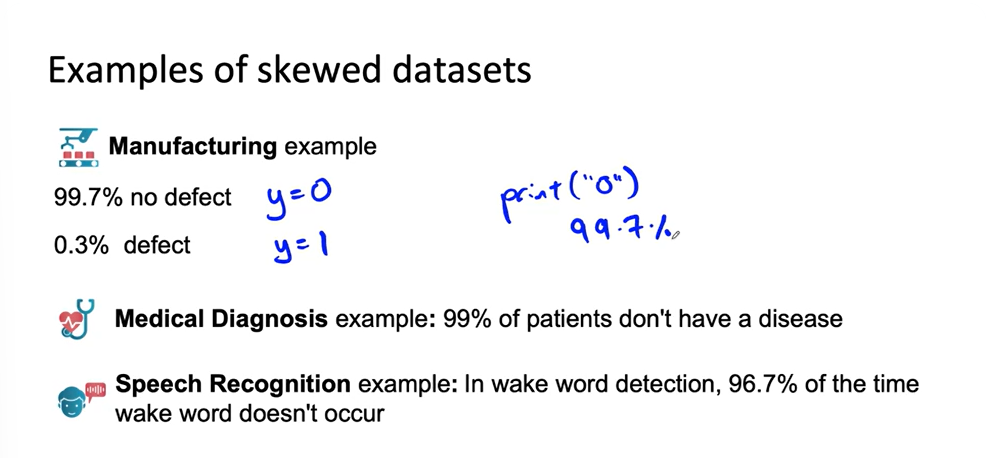 Examples of skewed datasets
Manufacturing example
99.7% no defect y=0
0.3% defect y=1
print("0")
99.7%
Medical Diagnosis example: 99% of patients don't have a disease
Speech Recognition example: In wake word detection, 96.7% of the time
wake word doesn't occur